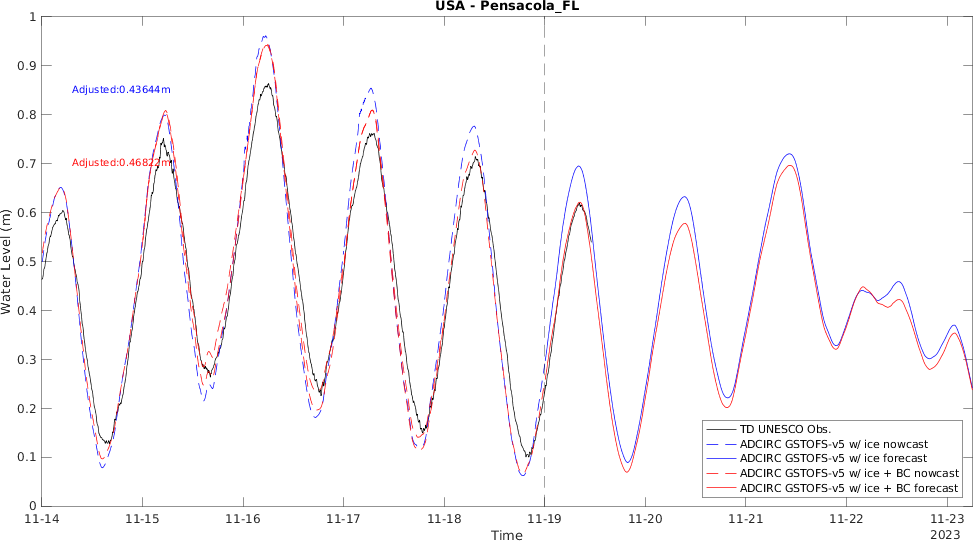 USA - Pensacola_FL
1
0.9
Adjusted:0.43644m
0.8
0.7
Adjusted:0.46822m
0.6
0.5
0.4
0.3
0.2
0.1
0
Water Level (m)
TD UNESCO Obs.
ADCIRC GSTOFS-v5 w/ ice nowcast
ADCIRC GSTOFS-v5 w/ ice forecast
ADCIRC GSTOFS-v5 w/ ice + BC nowcast
ADCIRC GSTOFS-v5 w/ ice + BC forecast
11-14 11-15 11-16 11-17 11-18 11-19 11-20 11-21 11-22 11-23
2023
Time